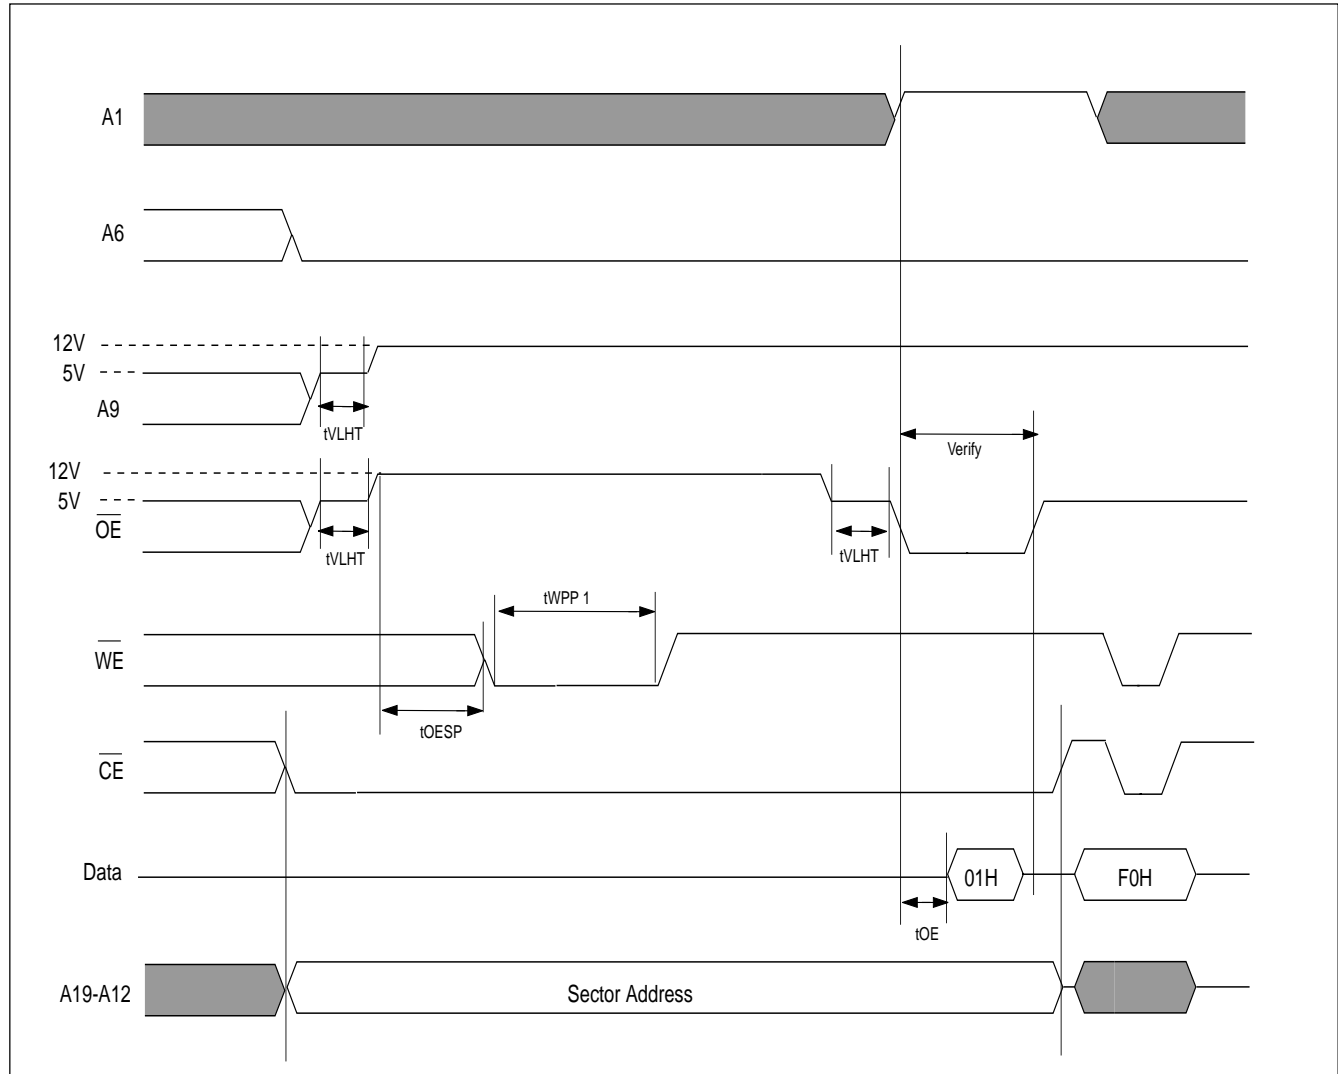 A1
A6
12V
5V
A9
tVLHT
Verify
12V
5V
OE
tVLHT
tVLHT
tWPP 1
WE
tOESP
CE
Data
01H
F0H
tOE
A19-A12
Sector Address